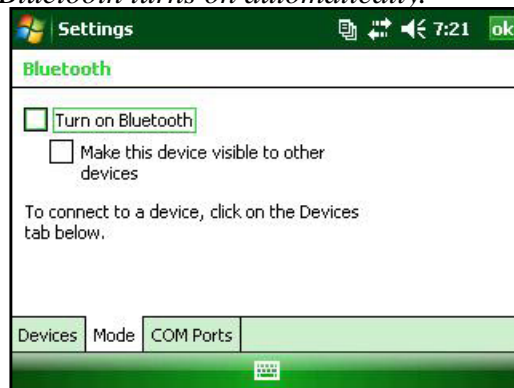 Bluetooth turns on automatically.
Settings 7:21 ok
Bluetooth
Turn on Bluetooth
Make this device visible to other
devices
To connect to a device, click on the Devices
tab below.
Devices Mode COM Ports